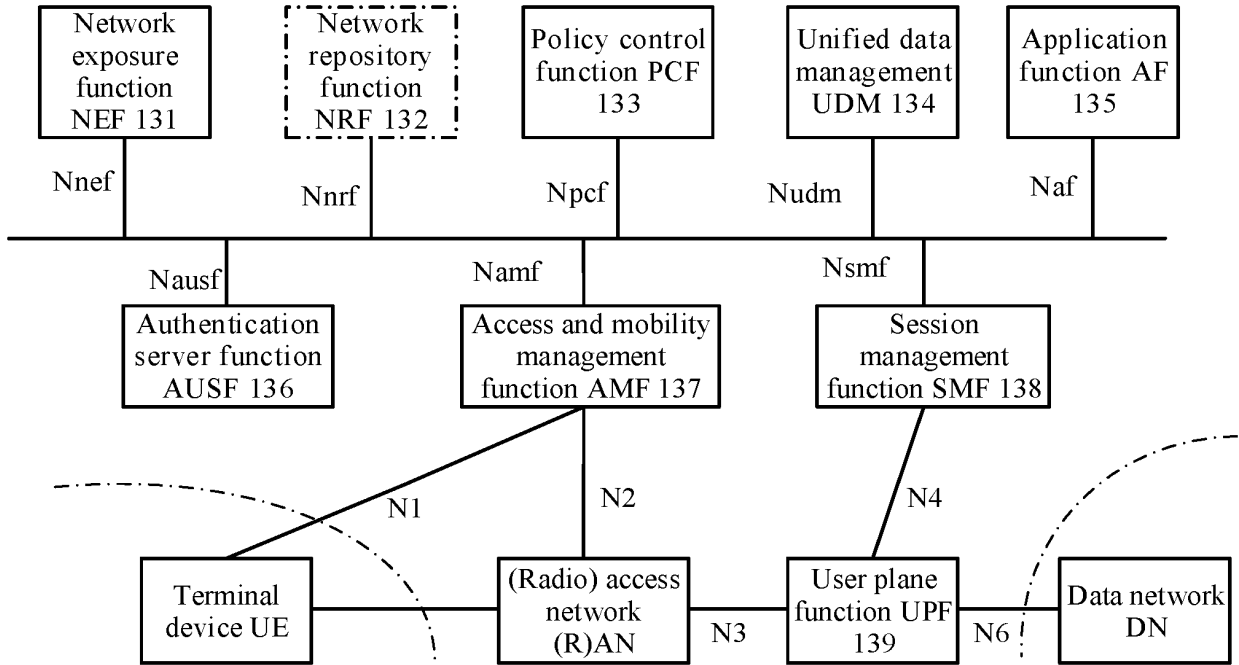 Network
exposure
function
NEF 131
Network
repository
function
NRF 132
Policy control
function PCF
133
Unified data
management
UDM 134
Application
function AF
135
Nnef
Nnrf
Npcf
Nudm
Naf
Nausf
Namf
Nsmf
Authentication
server function
AUSF 136
Access and mobility
management
function AMF 137
Session
management
function SMF 138
N1
N2
N4
Terminal
device UE
(Radio) access
network
(R)AN
N3
User plane
function UPF
139
N6
Data network
DN